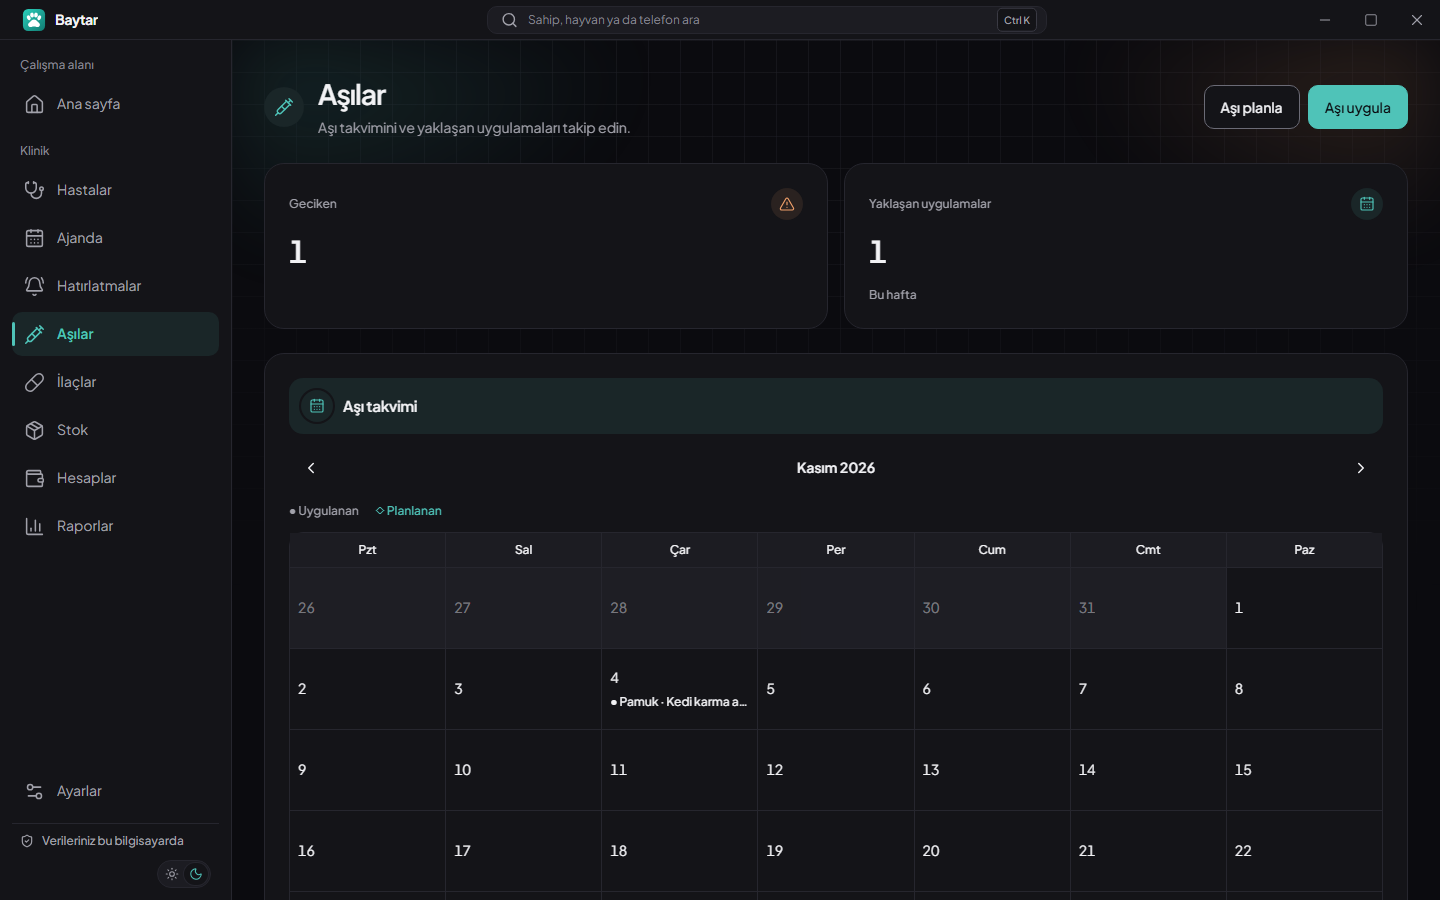 Baytar
Sahip, hayvan ya da telefon ara
Ctrl K
Çalışma alanı
Ana sayfa
Klinik
Hastalar
Ajanda
Hatırlatmalar
Aşılar
İlaçlar
Stok
Hesaplar
Raporlar
Ayarlar
Verileriniz bu bilgisayarda
Aşılar
Aşı takvimini ve yaklaşan uygulamaları takip edin.
Aşı planla
Aşı uygula
Geciken
1
Yaklaşan uygulamalar
1
Bu hafta
Aşı takvimi
Kasım 2026
● Uygulanan ◇ Planlanan
Pzt Sal Çar Per Cum Cmt Paz
26 27 28 29 30 31 1
2 3 4 5 6 7 8
● Pamuk · Kedi karma a...
9 10 11 12 13 14 15
16 17 18 19 20 21 22